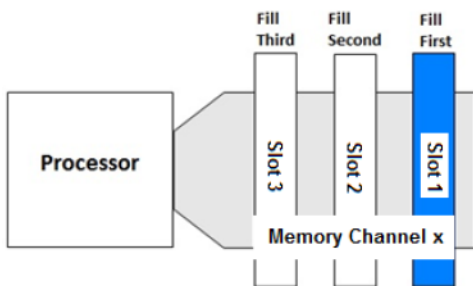 Fill
Third
Fill
Second
Fill
First
Processor
Slot 3
Slot 2
Slot 1
Memory Channel x